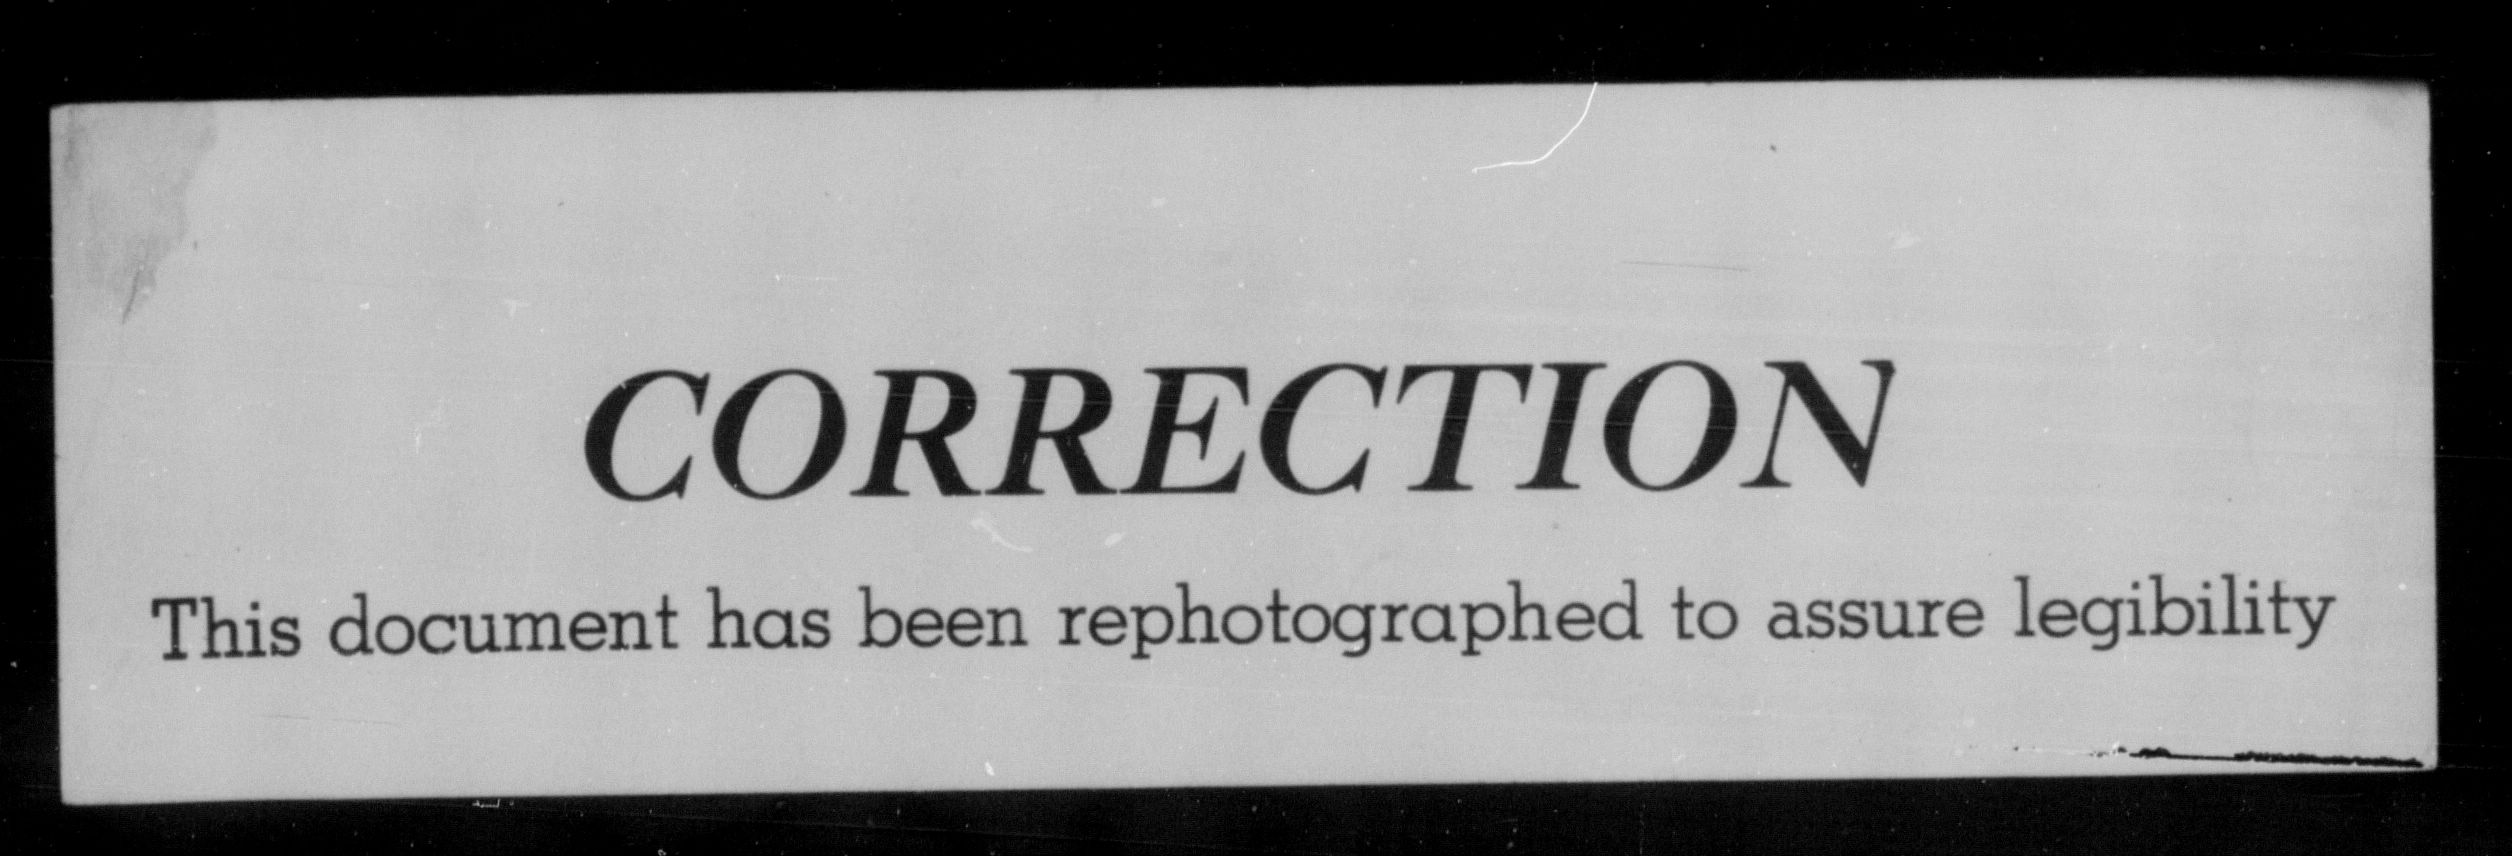 CORRECTION
This document has been rephotographed to assure legibility